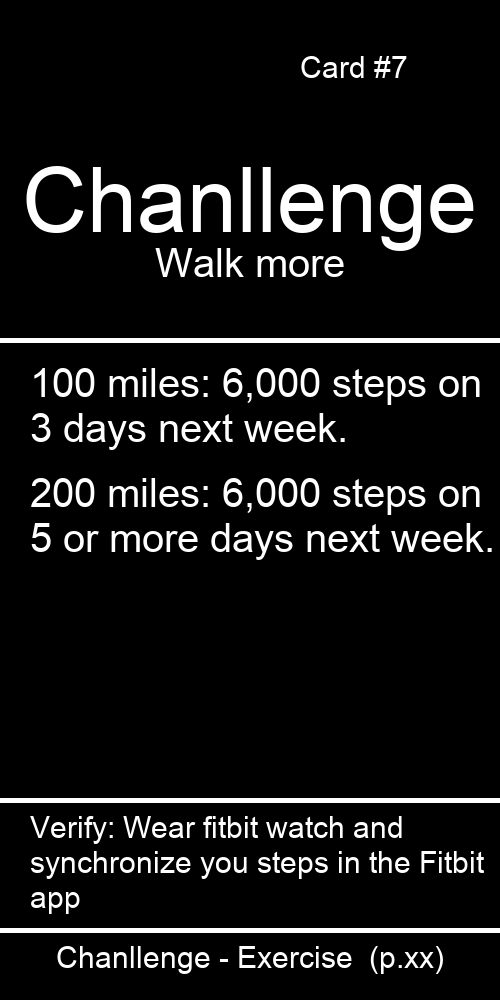 Card #7
Chanllenge
Walk more
100 miles: 6,000 steps on
3 days next week.
200 miles: 6,000 steps on
5 or more days next week.
Verify: Wear fitbit watch and
synchronize you steps in the Fitbit
app
Chanllenge - Exercise  (p.xx)